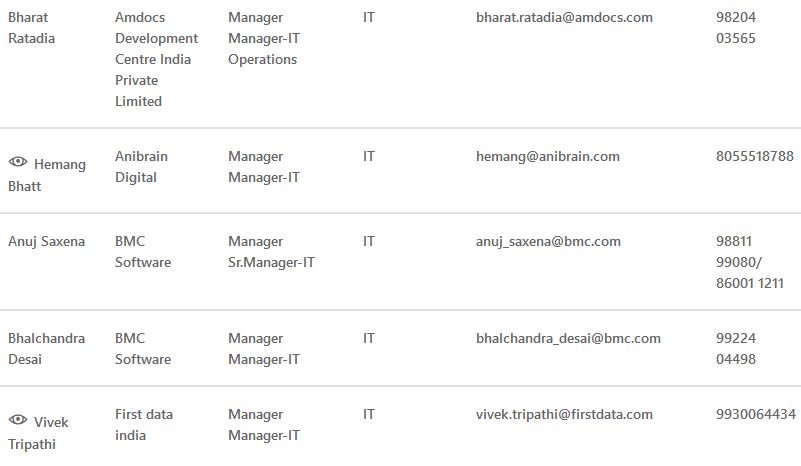 Bharat Ratadia
Amdocs Development Centre India Private Limited
Manager Manager-IT Operations
IT
bharat.ratadia@amdocs.com
98204 03565
Hemang Bhatt
Anibrain Digital
Manager Manager-IT
IT
hemang@anibrain.com
8055518788
Anuj Saxena
BMC Software
Manager Sr.Manager-IT
IT
anuj_saxena@bmc.com
98811 99080/ 86001 1211
Bhalchandra Desai
BMC Software
Manager Manager-IT
IT
bhalchandra_desai@bmc.com
99224 04498
Vivek Tripathi
First data india
Manager Manager-IT
IT
vivek.tripathi@firstdata.com
9930064434